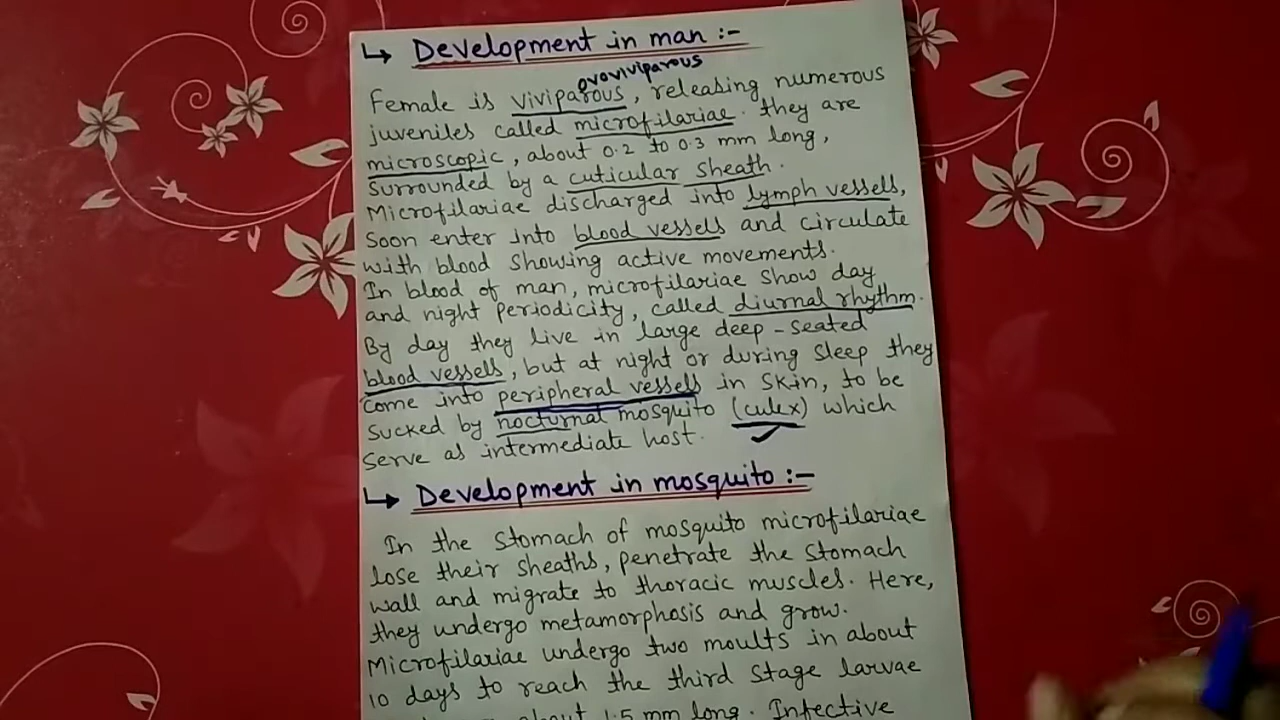 ↳ Development in man :-
ovoviviparous
Female is viviparous, releasing numerous
juveniles called microfilariae. they are
microscopic, about 0.2 to 0.3 mm long,
surrounded by a cuticular sheath.
Microfilariae discharged into lymph vessels,
soon enter into blood vessels and circulate
with blood showing active movements.
In blood of man, microfilariae show day
and night periodicity, called diurnal rhythm.
By day they live in large deep-seated
blood vessels, but at night or during sleep they
come into peripheral vessels in skin, to be
sucked by nocturnal mosquito (culex) which
serve as intermediate host.
↳ Development in mosquito :-
In the stomach of mosquito microfilariae
lose their sheaths, penetrate the stomach
wall and migrate to thoracic muscles. Here,
they undergo metamorphosis and grow.
Microfilariae undergo two moults in about
10 days to reach the third stage larvae
about 1.5 mm long. Infective